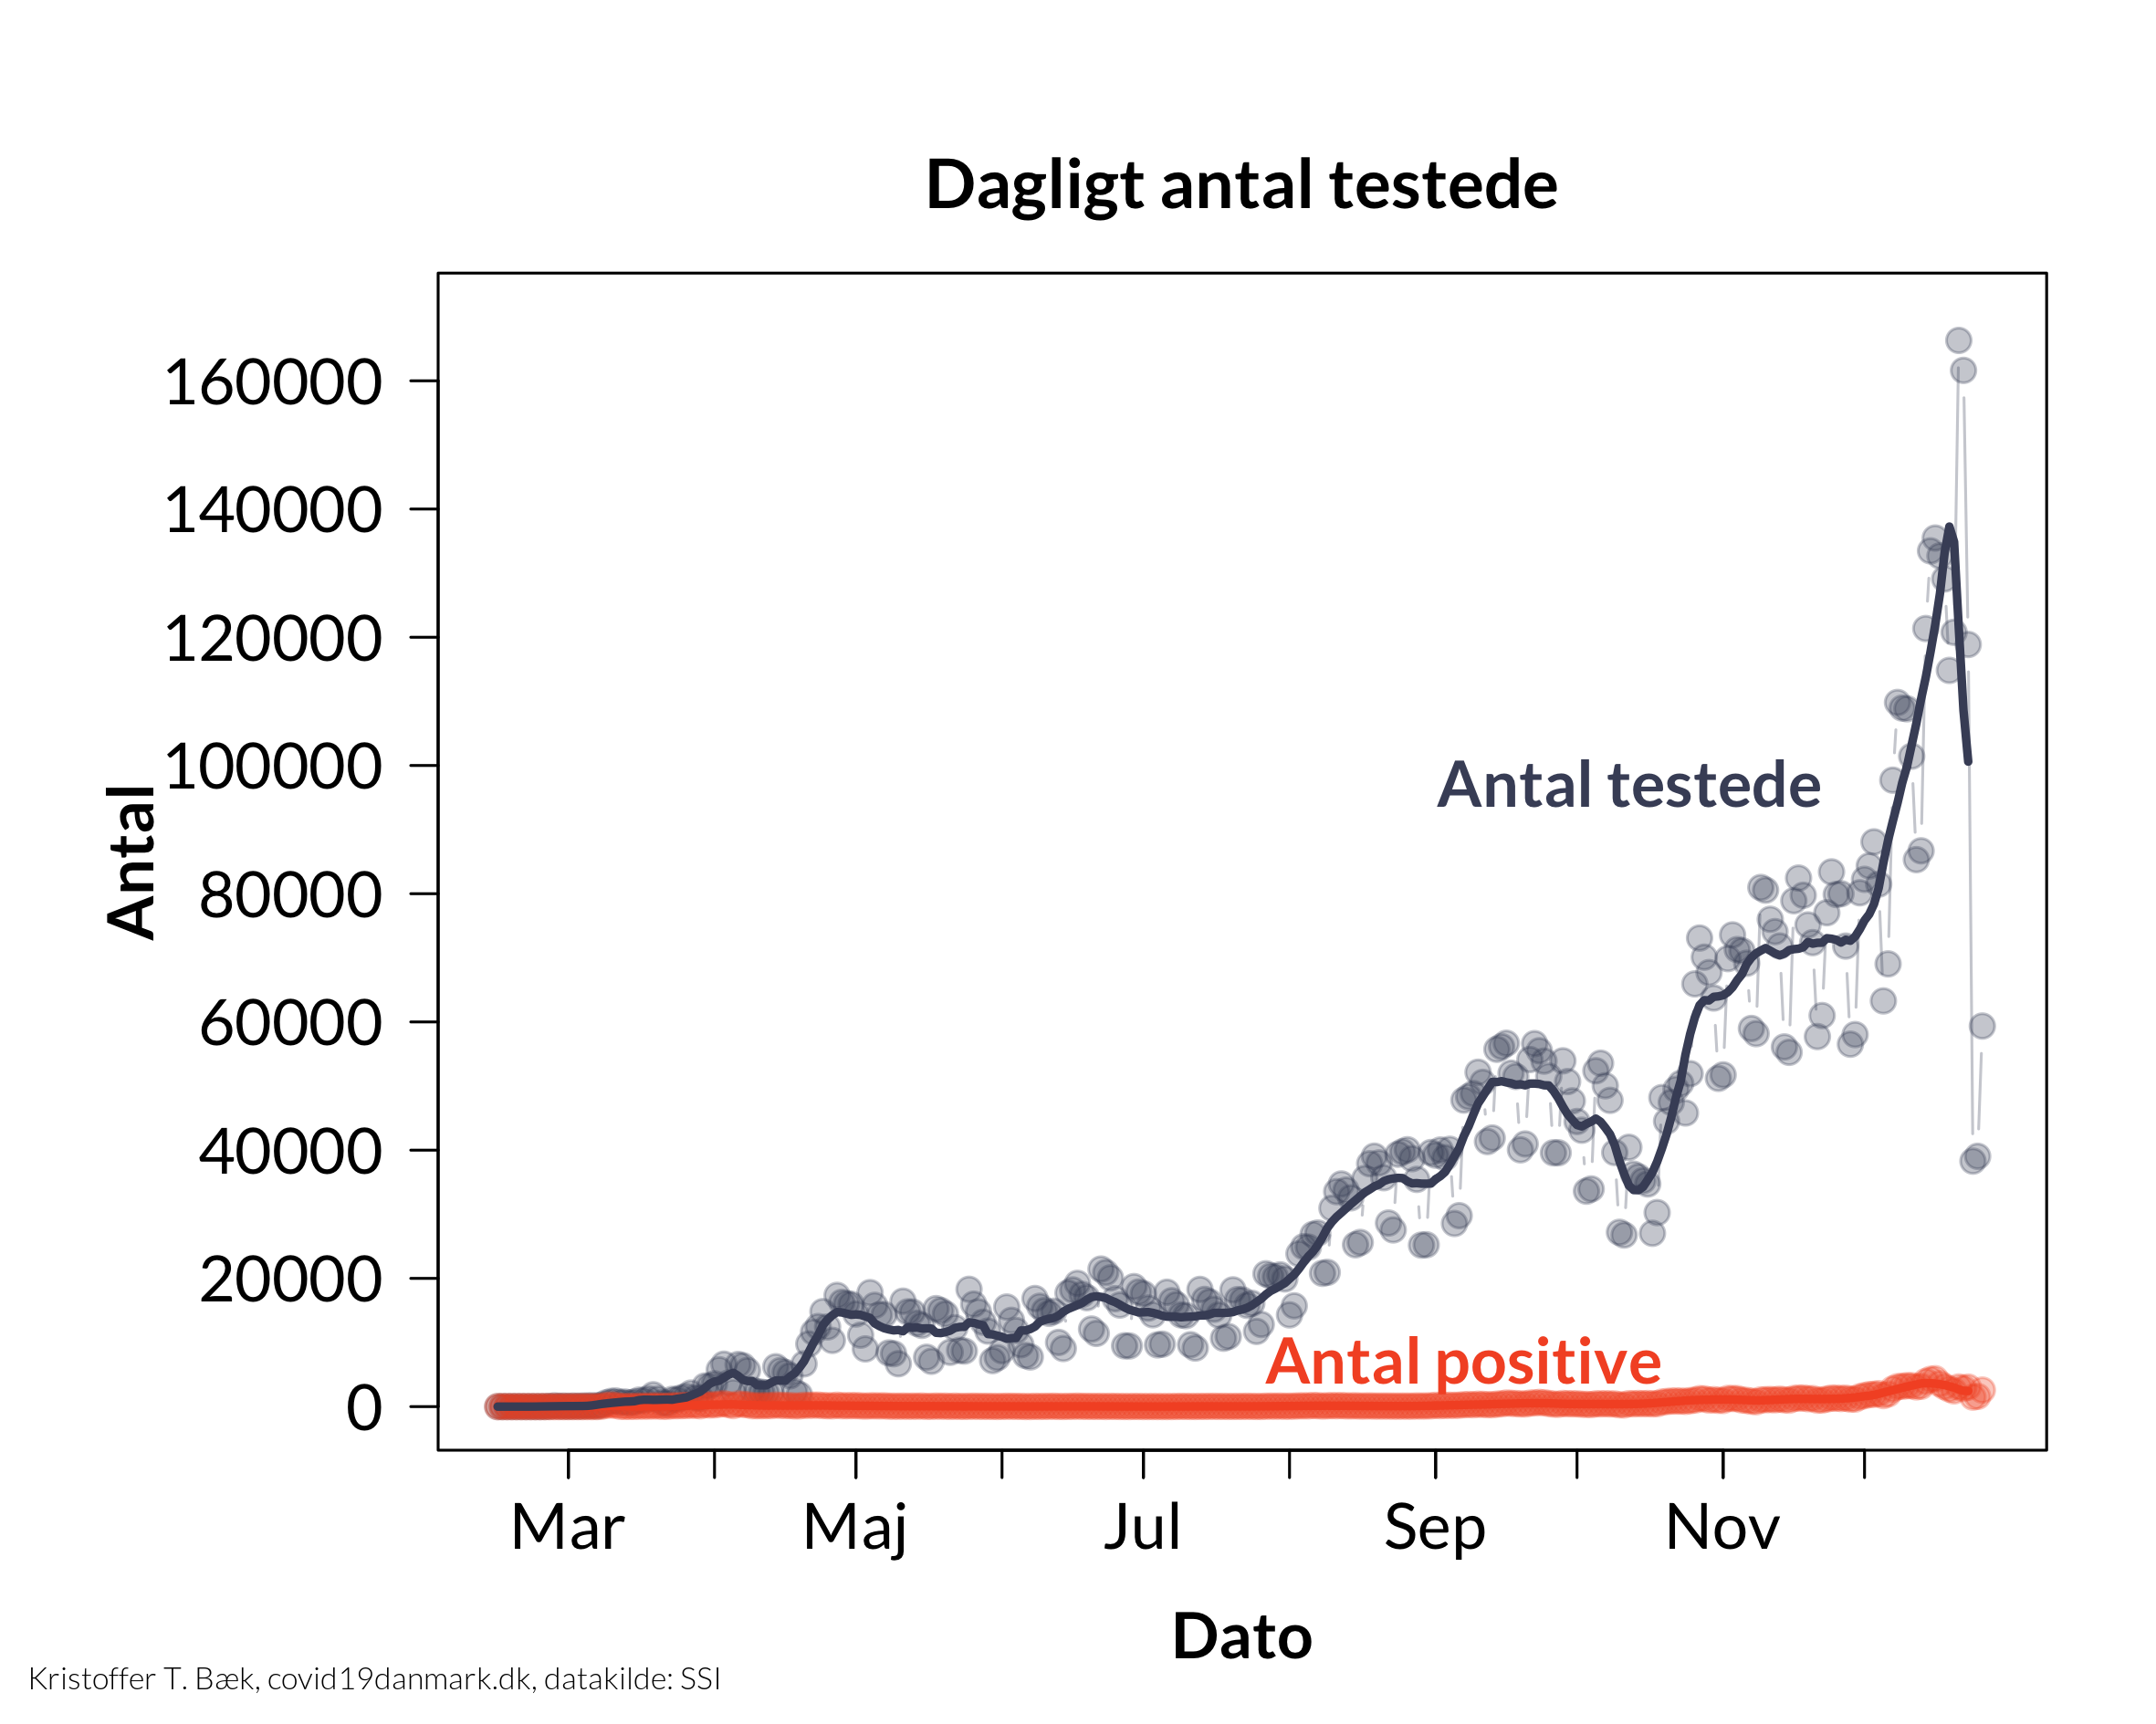 Dagligt antal testede
160000
140000
120000
100000
80000
60000
40000
20000
0
Antal
Antal testede
Antal positive
Mar Maj Jul Sep Nov
Dato
Kristoffer T. Bæk, covid19danmark.dk, datakilde: SSI